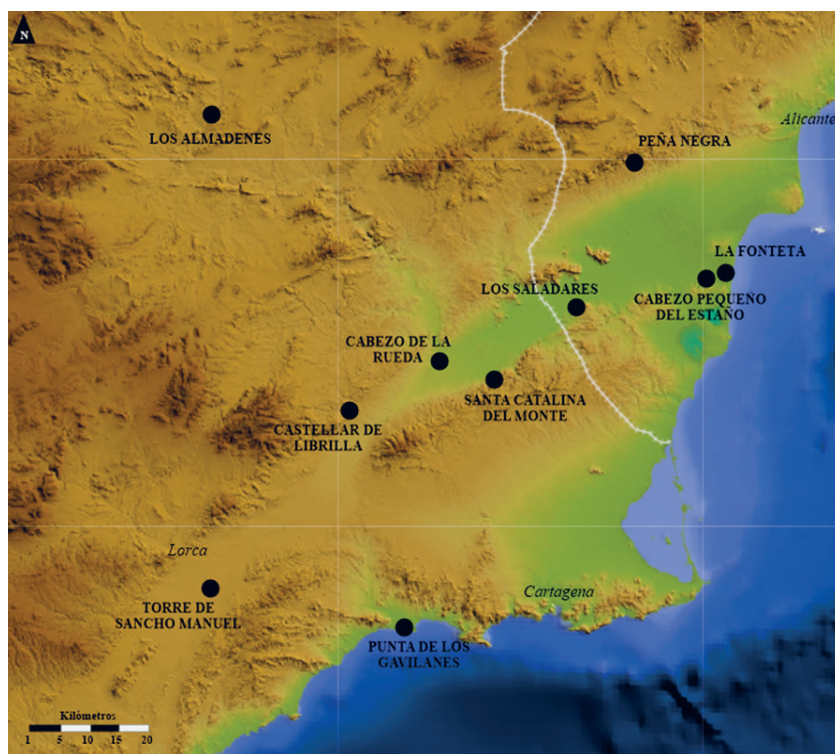 N
Alicante
LOS ALMADENES
PEÑA NEGRA
LA FONTETA
LOS SALADARES
CABEZO PEQUEÑO
DEL ESTAÑO
CABEZO DE LA
RUEDA
SANTA CATALINA
DEL MONTE
CASTELLAR DE
LIBRILLA
Lorca
Cartagena
TORRE DE
SANCHO MANUEL
PUNTA DE LOS
GAVILANES
Kilómetros
1 5 10 15 20